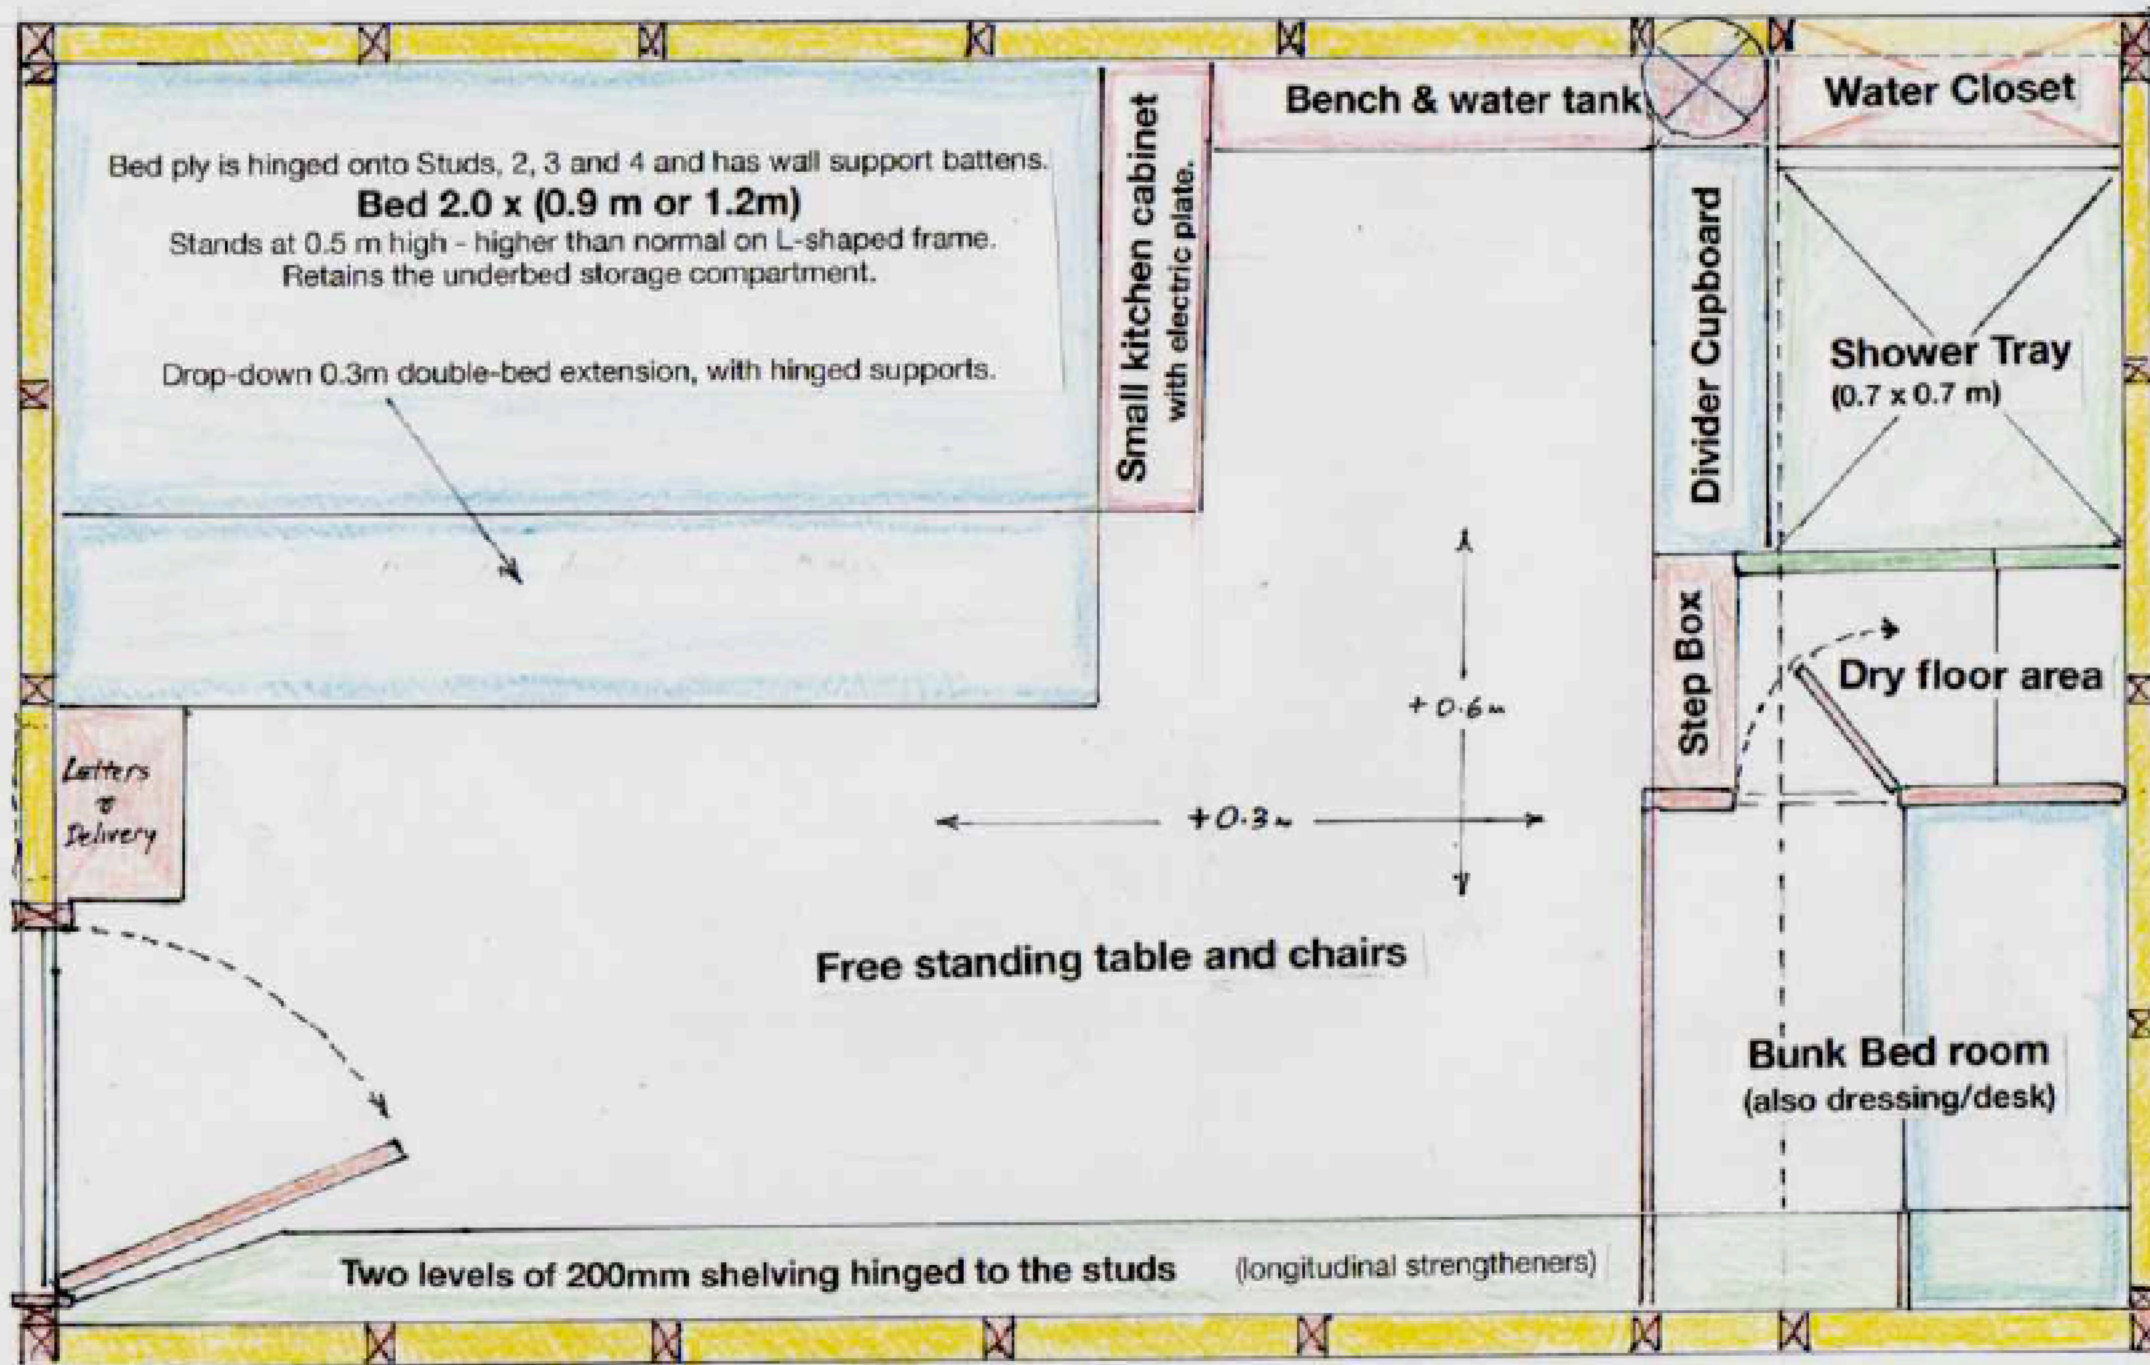 Bed ply is hinged onto Studs, 2, 3 and 4 and has wall support battens.
Bed 2.0 x (0.9 m or 1.2m)
Stands at 0.5 m high - higher than normal on L-shaped frame.
Retains the underbed storage compartment.
Drop-down 0.3m double-bed extension, with hinged supports.
Small kitchen cabinet
with electric plate.
Bench & water tank
Water Closet
Divider Cupboard
Shower Tray
(0.7 x 0.7 m)
Step Box
Dry floor area
+ 0.6m
+0.3m
Letters
&
Delivery
Free standing table and chairs
Bunk Bed room
(also dressing/desk)
Two levels of 200mm shelving hinged to the studs (longitudinal strengtheners)